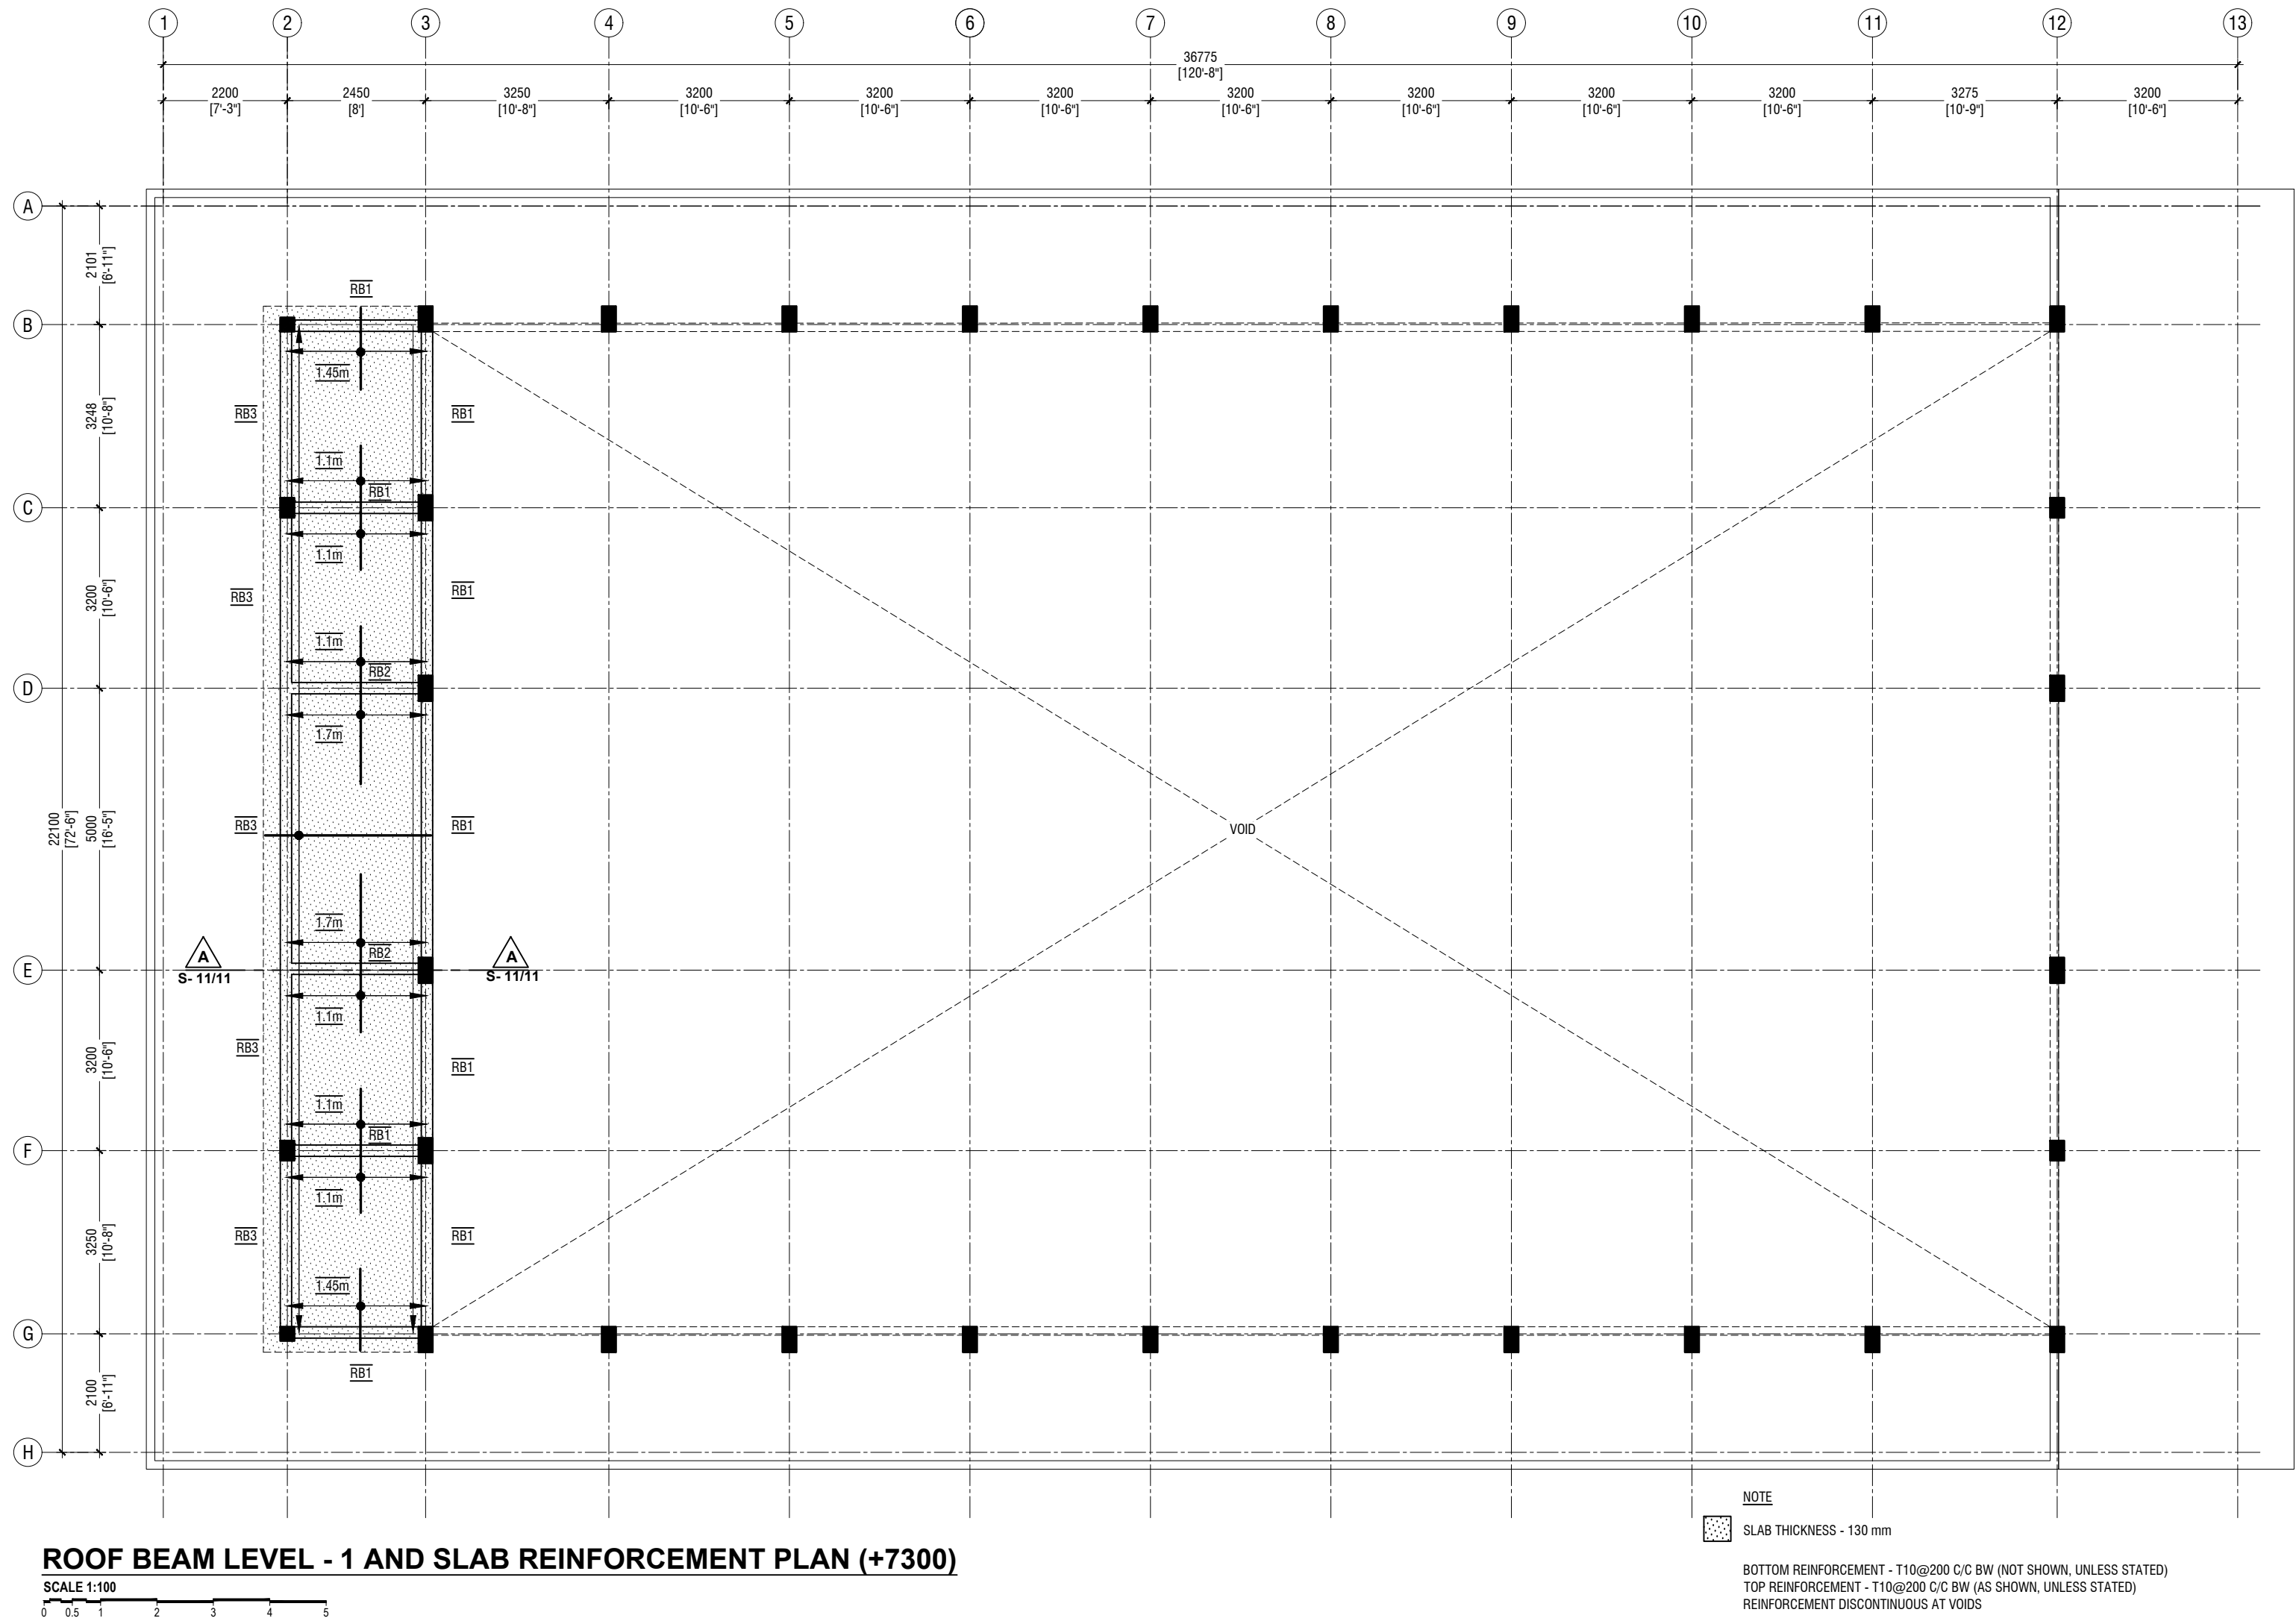 1 2 3 4 5 6 7 8 9 10 11 12 13
36775
[120'-8"]
2200 2450 3250 3200 3200 3200 3200 3200 3200 3200 3275 3200
[7'-3"] [8'] [10'-8"] [10'-6"] [10'-6"] [10'-6"] [10'-6"] [10'-6"] [10'-6"] [10'-6"] [10'-9"] [10'-6"]
A
2101
[6'-11"]
RB1
B
1.45m
3248
[10'-8"]
RB3 RB1
1.1m
RB1
C
1.1m
3200
[10'-6"]
RB3 RB1
1.1m
RB2
D
1.7m
22100
[72'-6"]
5000
[16'-5"]
RB3 RB1
VOID
1.7m
RB2
A A
S- 11/11 S- 11/11
E
1.1m
3200
[10'-6"]
RB3 RB1
1.1m
RB1
F
1.1m
3250
[10'-8"]
RB3 RB1
1.45m
G
RB1
2100
[6'-11"]
H
NOTE
SLAB THICKNESS - 130 mm
BOTTOM REINFORCEMENT - T10@200 C/C BW (NOT SHOWN, UNLESS STATED)
TOP REINFORCEMENT - T10@200 C/C BW (AS SHOWN, UNLESS STATED)
REINFORCEMENT DISCONTINUOUS AT VOIDS
ROOF BEAM LEVEL - 1 AND SLAB REINFORCEMENT PLAN (+7300)
SCALE 1:100
0 0.5 1 2 3 4 5